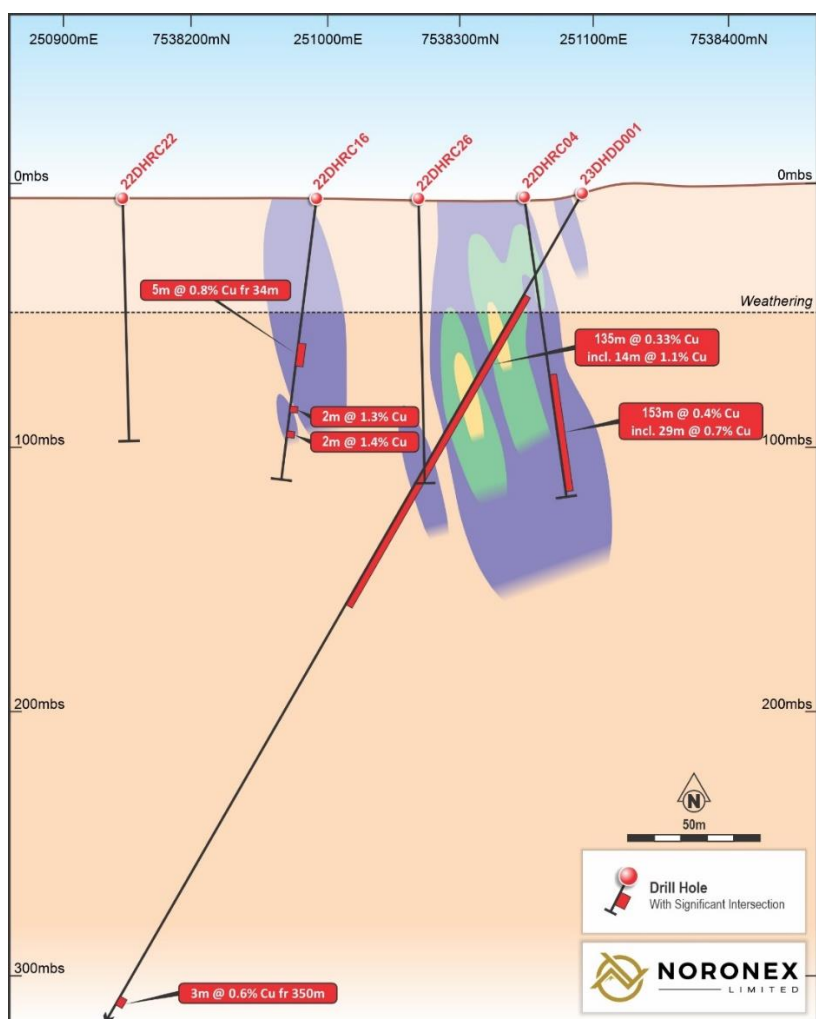 250900mE 7538200mN 251000mE 7538300mN 251100mE 7538400mN
22DHRC22
22DHRC16
22DHRC26
22DHRC04
23DHDD001
0mbs
0mbs
5m @ 0.8% Cu fr 34m
Weathering
135m @ 0.33% Cu
incl. 14m @ 1.1% Cu
2m @ 1.3% Cu
153m @ 0.4% Cu
incl. 29m @ 0.7% Cu
2m @ 1.4% Cu
100mbs
100mbs
200mbs
200mbs
N
50m
Drill Hole
With Significant Intersection
NORONEX
LIMITED
300mbs
3m @ 0.6% Cu fr 350m